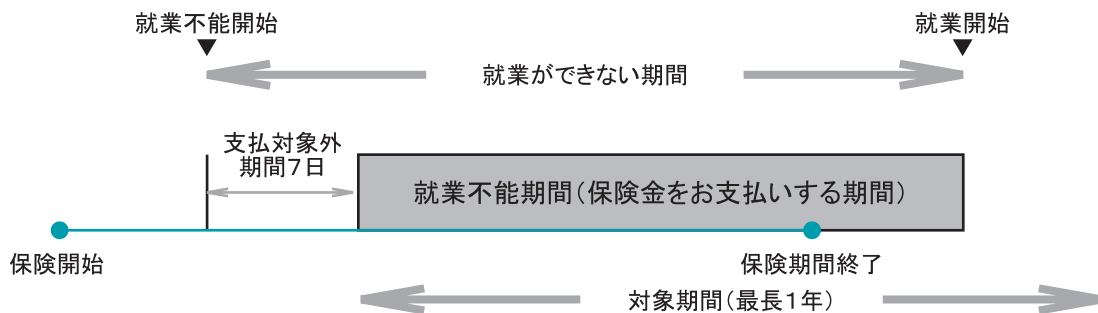 就業不能開始
就業開始
就業ができない期間
支払対象外
期間7日
就業不能期間(保険金をお支払いする期間)
保険開始
保険期間終了
対象期間(最長1年)